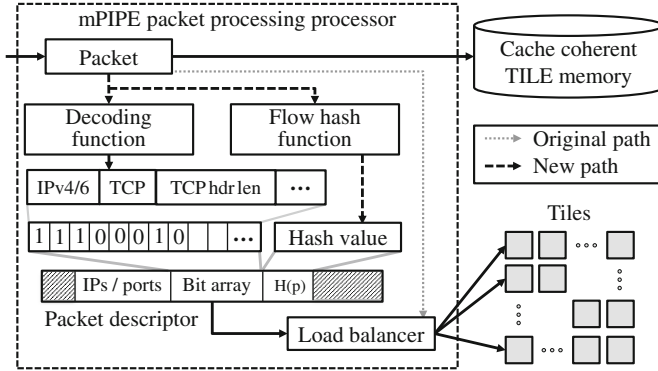 mPIPE packet processing processor
Packet
Cache coherent
TILE memory
Decoding
function
Flow hash
function
Original path
New path
IPv4/6 TCP TCP hdr len ...
Tiles
1 1 1 0 0 0 1 0 ...
Hash value
IPs / ports Bit array H(p)
Packet descriptor
Load balancer